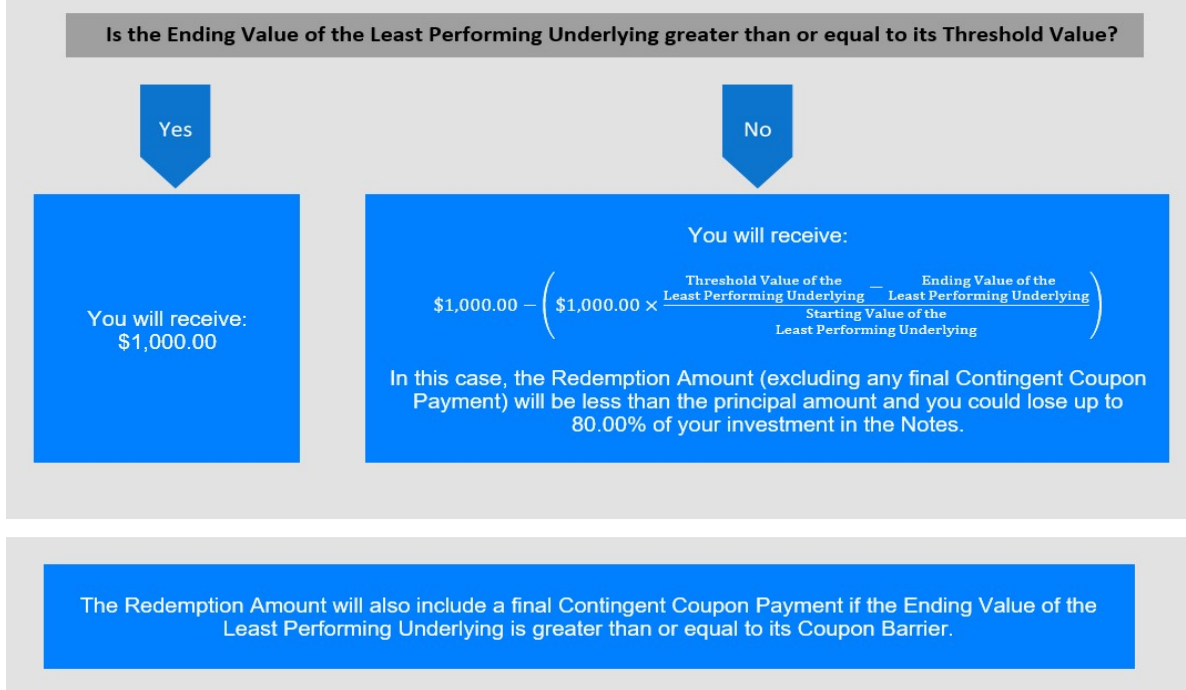 Is the Ending Value of the Least Performing Underlying greater than or equal to its Threshold Value?
Yes
No
You will receive:
$1,000.00
You will receive:
$1,000.00 − ($1,000.00 × (Threshold Value of the Least Performing Underlying − Ending Value of the Least Performing Underlying) / Starting Value of the Least Performing Underlying)
In this case, the Redemption Amount (excluding any final Contingent Coupon
Payment) will be less than the principal amount and you could lose up to
80.00% of your investment in the Notes.
The Redemption Amount will also include a final Contingent Coupon Payment if the Ending Value of the
Least Performing Underlying is greater than or equal to its Coupon Barrier.